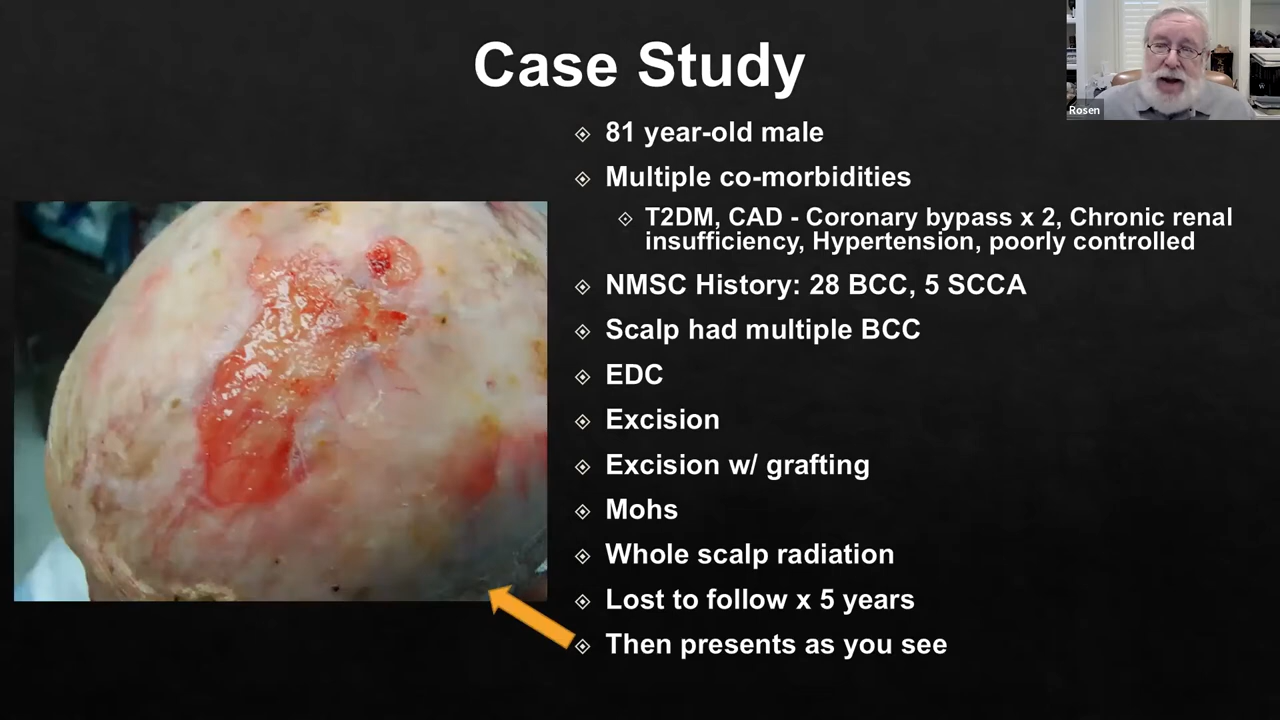 Case Study
Rosen
81 year-old male
Multiple co-morbidities
T2DM, CAD - Coronary bypass x 2, Chronic renal
insufficiency, Hypertension, poorly controlled
NMSC History: 28 BCC, 5 SCCA
Scalp had multiple BCC
EDC
Excision
Excision w/ grafting
Mohs
Whole scalp radiation
Lost to follow x 5 years
Then presents as you see